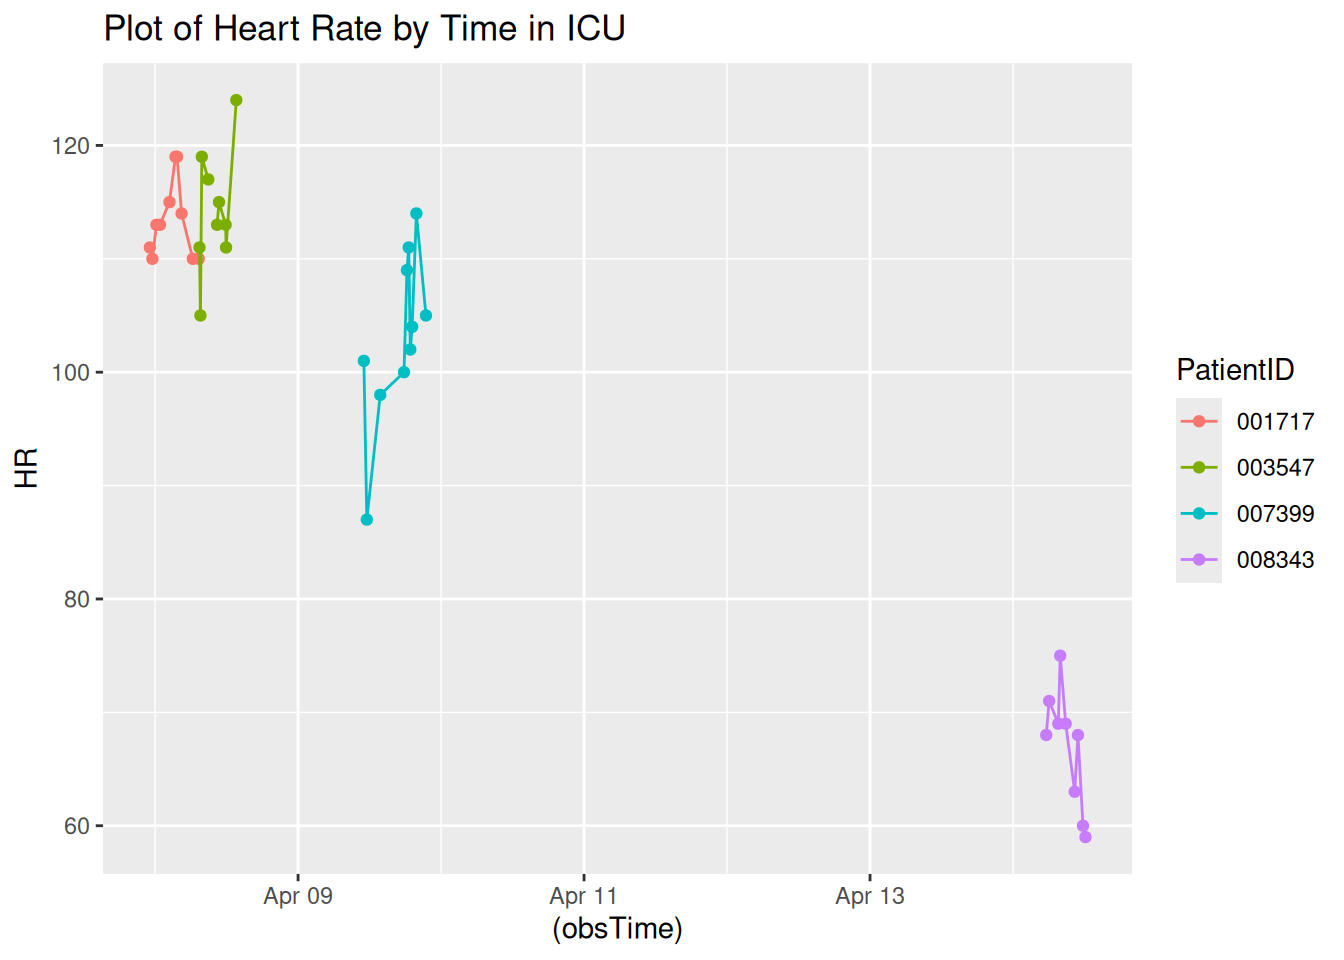 Plot of Heart Rate by Time in ICU
120
100
80
60
HR
Apr 09
Apr 11
Apr 13
(obsTime)
PatientID
001717
003547
007399
008343